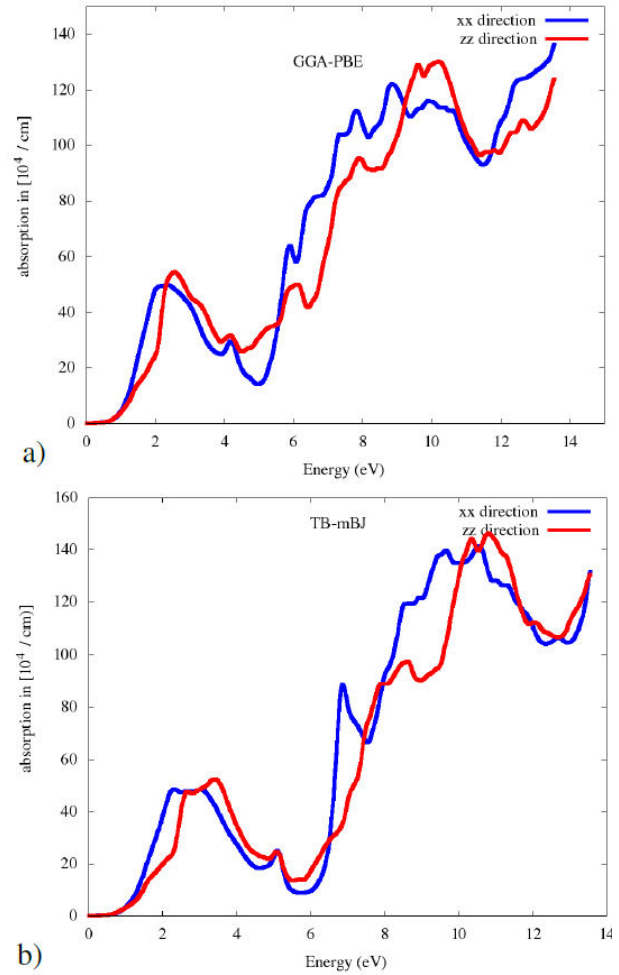 140
120
100
80
60
40
20
0
absorption in [10⁴ / cm]
GGA-PBE
xx direction
zz direction
0 2 4 6 8 10 12 14
Energy (eV)
a)
160
140
120
100
80
60
40
20
0
absorption in [10⁴ / cm)]
TB-mBJ
xx direction
zz direction
0 2 4 6 8 10 12 14
Energy (eV)
b)